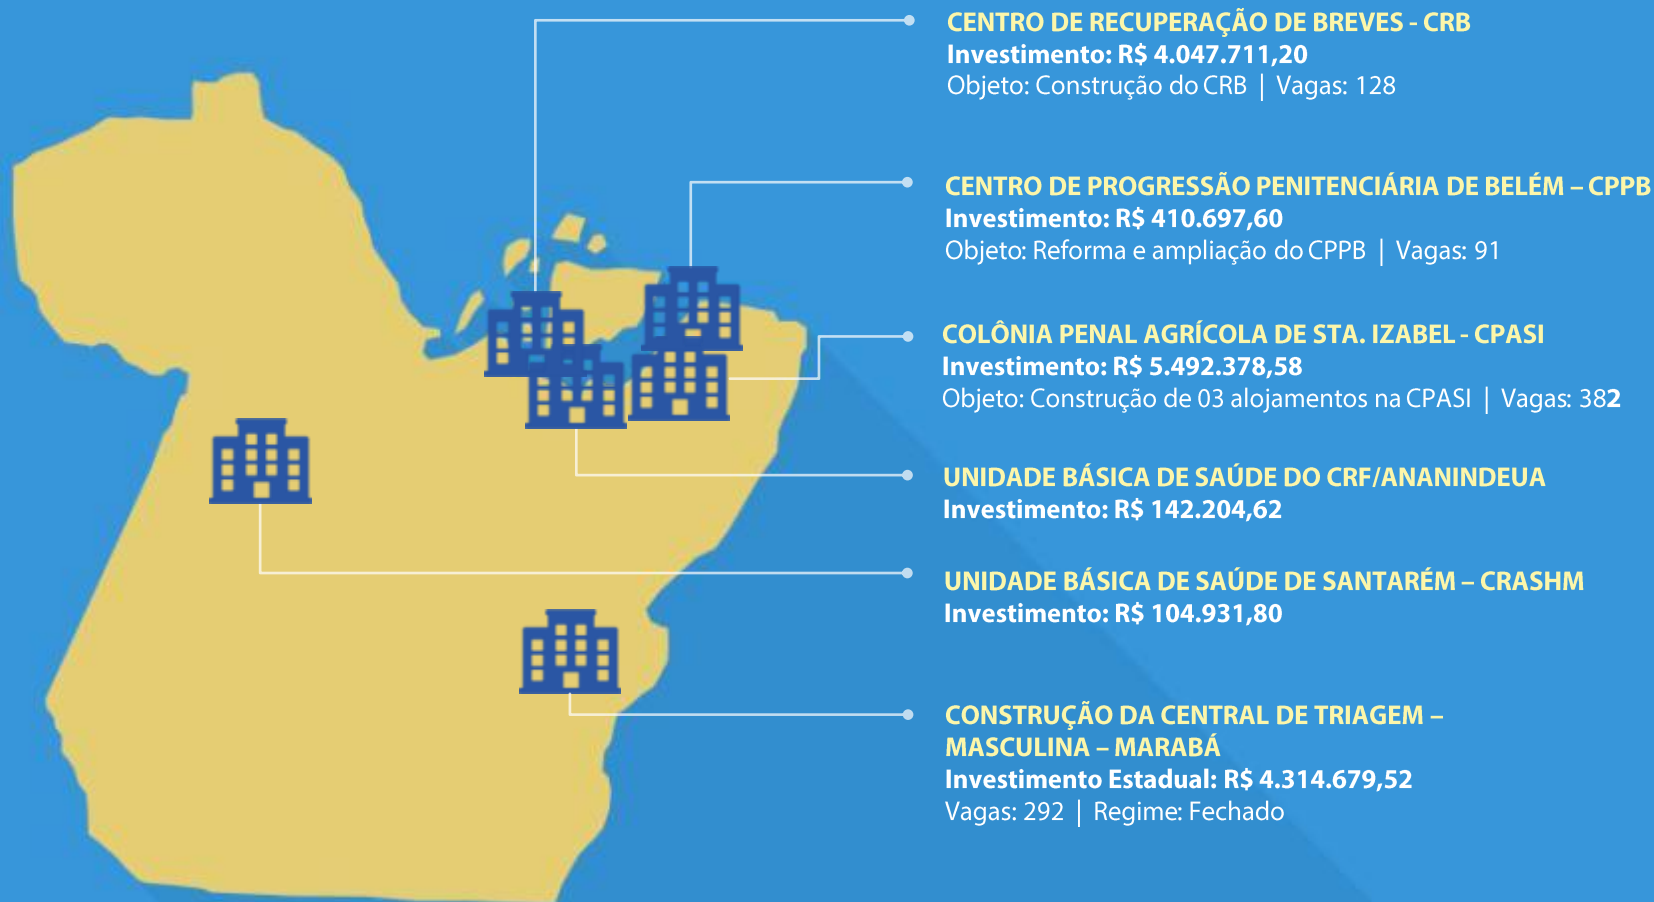 CENTRO DE RECUPERAÇÃO DE BREVES - CRB
Investimento: R$ 4.047.711,20
Objeto: Construção do CRB | Vagas: 128
CENTRO DE PROGRESSÃO PENITENCIÁRIA DE BELÉM – CPPB
Investimento: R$ 410.697,60
Objeto: Reforma e ampliação do CPPB | Vagas: 91
COLÔNIA PENAL AGRÍCOLA DE STA. IZABEL - CPASI
Investimento: R$ 5.492.378,58
Objeto: Construção de 03 alojamentos na CPASI | Vagas: 382
UNIDADE BÁSICA DE SAÚDE DO CRF/ANANINDEUA
Investimento: R$ 142.204,62
UNIDADE BÁSICA DE SAÚDE DE SANTARÉM – CRASHM
Investimento: R$ 104.931,80
CONSTRUÇÃO DA CENTRAL DE TRIAGEM –
MASCULINA – MARABÁ
Investimento Estadual: R$ 4.314.679,52
Vagas: 292 | Regime: Fechado